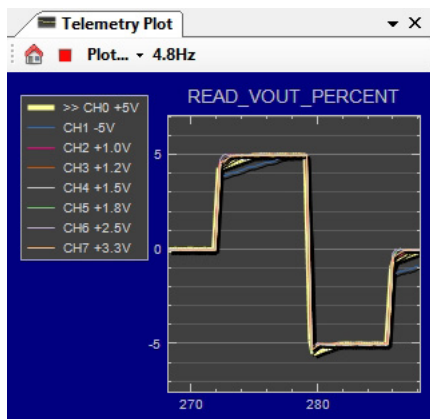 Telemetry Plot
Plot... 4.8Hz
READ_VOUT_PERCENT
>> CH0 +5V
CH1 -5V
CH2 +1.0V
CH3 +1.2V
CH4 +1.5V
CH5 +1.8V
CH6 +2.5V
CH7 +3.3V
5
0
-5
270 280